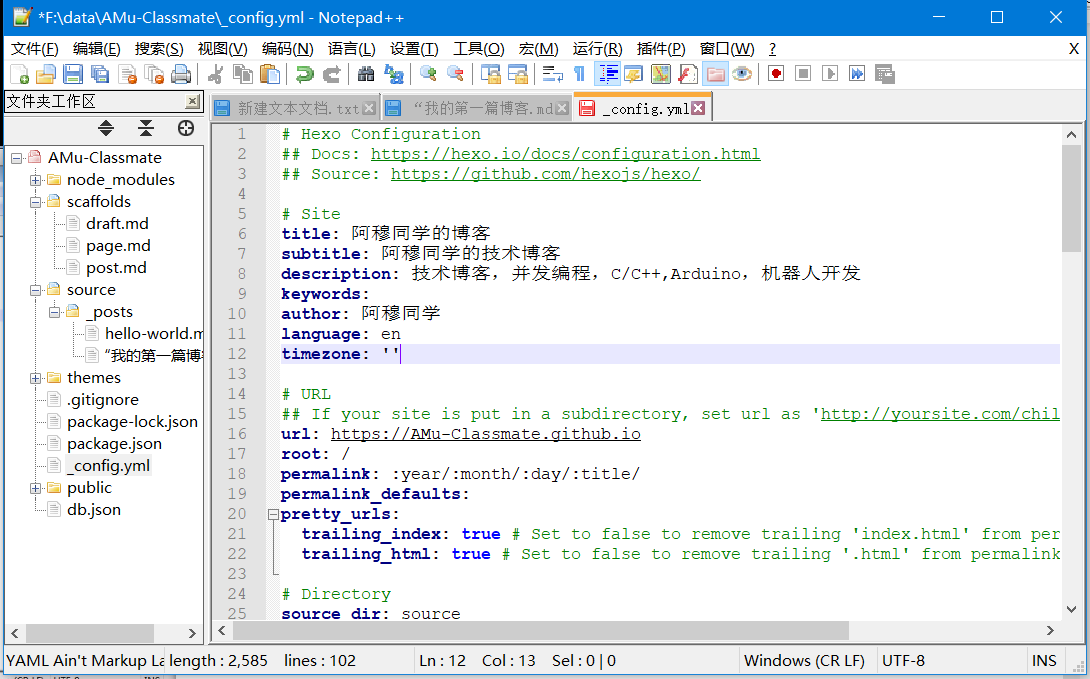 *F:\data\AMu-Classmate\_config.yml - Notepad++
文件(F) 编辑(E) 搜索(S) 视图(V) 编码(N) 语言(L) 设置(T) 工具(O) 宏(M) 运行(R) 插件(P) 窗口(W) ? X
文件夹工作区
新建文本文档.txt “我的第一篇博客.md _config.yml
AMu-Classmate
node_modules
scaffolds
draft.md
page.md
post.md
source
_posts
hello-world.m
“我的第一篇博客
themes
.gitignore
package-lock.json
package.json
_config.yml
public
db.json
1 # Hexo Configuration
2 ## Docs: https://hexo.io/docs/configuration.html
3 ## Source: https://github.com/hexojs/hexo/
4
5 # Site
6 title: 阿穆同学的博客
7 subtitle: 阿穆同学的技术博客
8 description: 技术博客，并发编程，C/C++,Arduino，机器人开发
9 keywords:
10 author: 阿穆同学
11 language: en
12 timezone: ''
13
14 # URL
15 ## If your site is put in a subdirectory, set url as 'http://yoursite.com/chil
16 url: https://AMu-Classmate.github.io
17 root: /
18 permalink: :year/:month/:day/:title/
19 permalink_defaults:
20 pretty_urls:
21 trailing_index: true # Set to false to remove trailing 'index.html' from per
22 trailing_html: true # Set to false to remove trailing '.html' from permalink
23
24 # Directory
25 source_dir: source
YAML Ain't Markup La length : 2,585 lines : 102 Ln : 12 Col : 13 Sel : 0 | 0 Windows (CR LF) UTF-8 INS